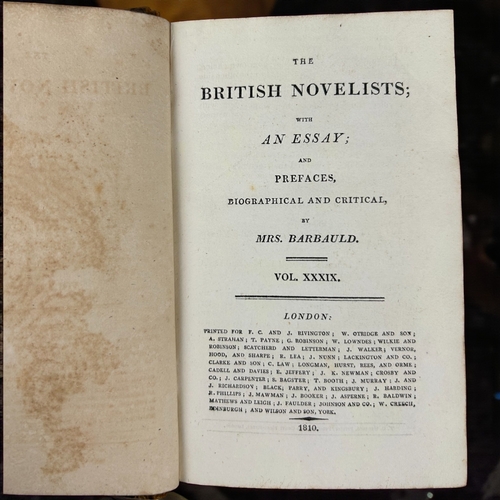 THE
BRITISH NOVELISTS;
WITH
AN ESSAY;
AND
PREFACES,
BIOGRAPHICAL AND CRITICAL,
BY
MRS. BARBAULD.
VOL. XXXIX.
LONDON:
PRINTED FOR F. C. AND J. RIVINGTON; W. OTRIDGE AND SON;
A. STRAHAN; T. PAYNE; G. ROBINSON; W. LOWNDES; WILKIE AND
ROBINSON; SCATCHERD AND LETTERMAN; J. WALKER; VERNOR,
HOOD, AND SHARPE; R. LEA; J. NUNN; LACKINGTON AND CO.;
CLARKE AND SON; C. LAW; LONGMAN, HURST, REES, AND ORME;
CADELL AND DAVIES; E. JEFFERY; J. K. NEWMAN; CROSBY AND
CO.; J. CARPENTER; S. BAGSTER; T. BOOTH; J. MURRAY; J. AND
J. RICHARDSON; BLACK, PARRY, AND KINGSBURY; J. HARDING;
R. PHILLIPS; J. MAWMAN; J. BOOKER; J. ASPERNE; R. BALDWIN;
MATHEWS AND LEIGH; J. FAULDER; JOHNSON AND CO.; W. CREECH,
EDINBURGH; AND WILSON AND SON, YORK.
1810.